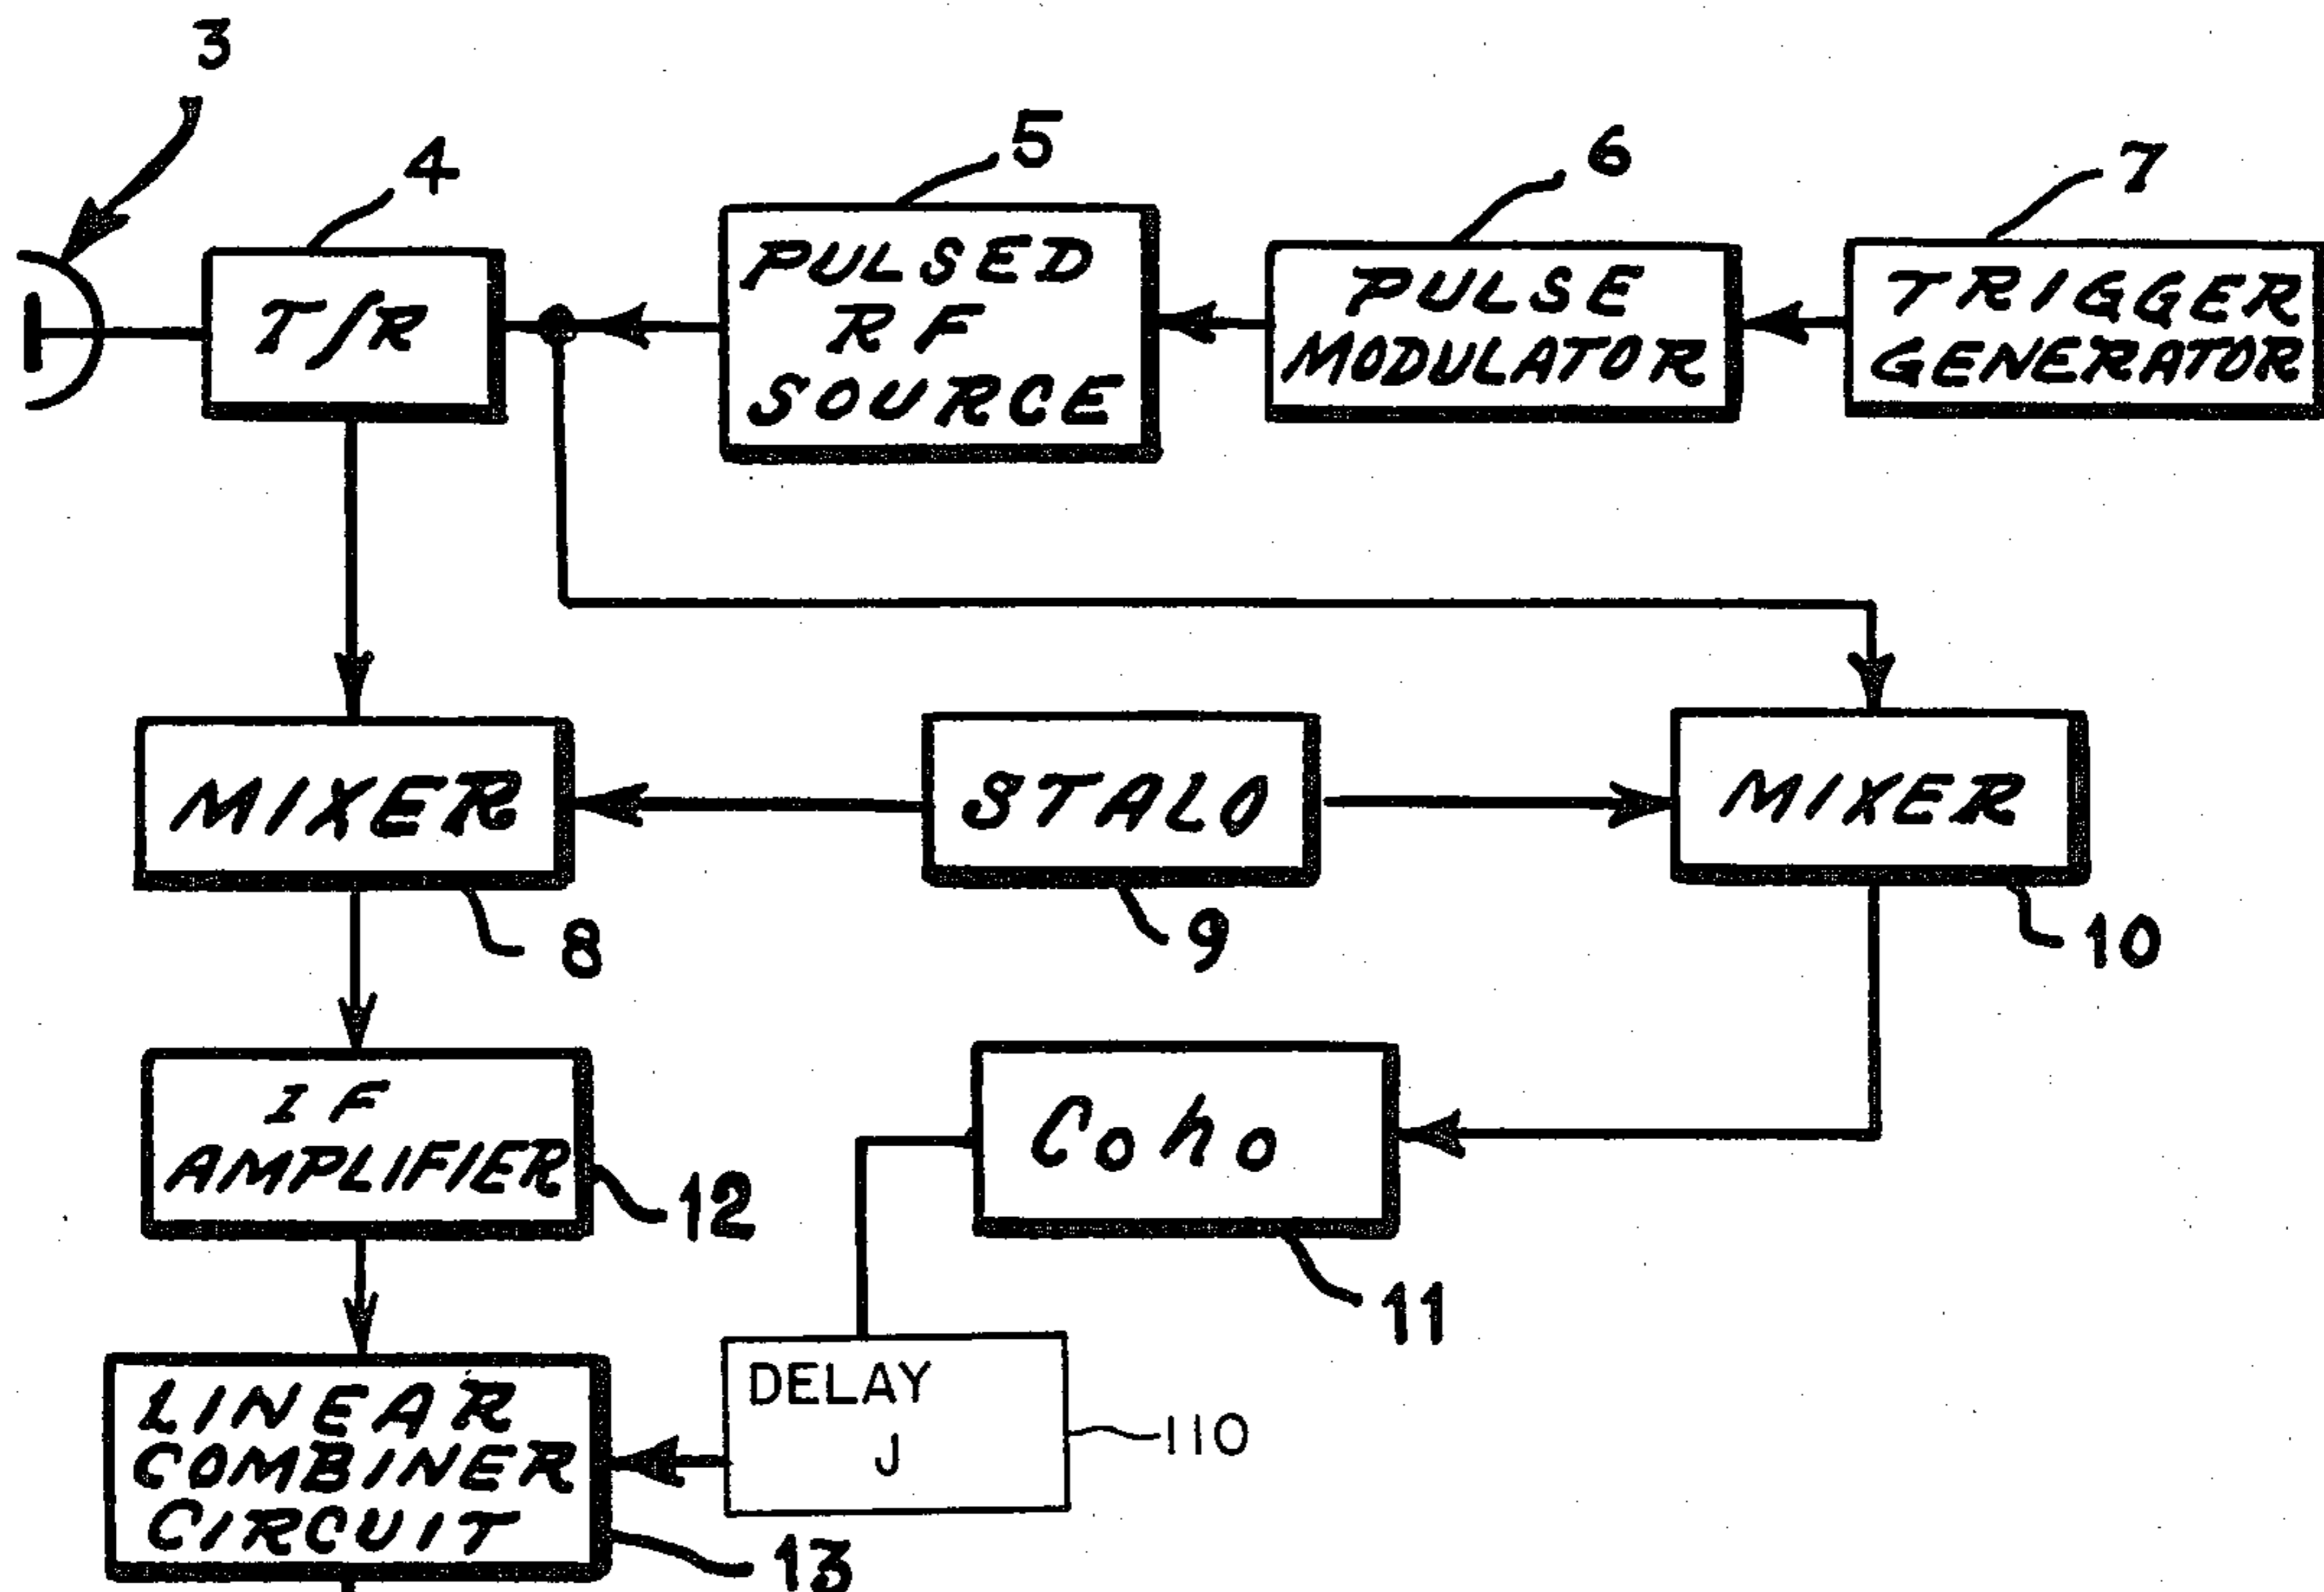 3
4
5
6
7
T/R
PULSED
RF
SOURCE
PULSE
MODULATOR
TRIGGER
GENERATOR
MIXER
STALO
MIXER
8
9
10
IF
AMPLIFIER
12
Coho
11
LINEAR
COMBINER
CIRCUIT
13
DELAY
J
110